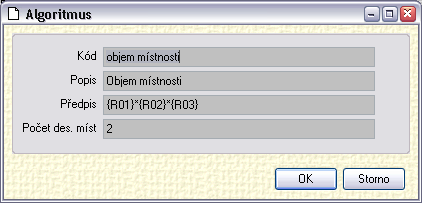 Algoritmus
Kód objem místnosti
Popis Objem místnosti
Předpis {R01}*{R02}*{R03}
Počet des. míst 2
OK Storno